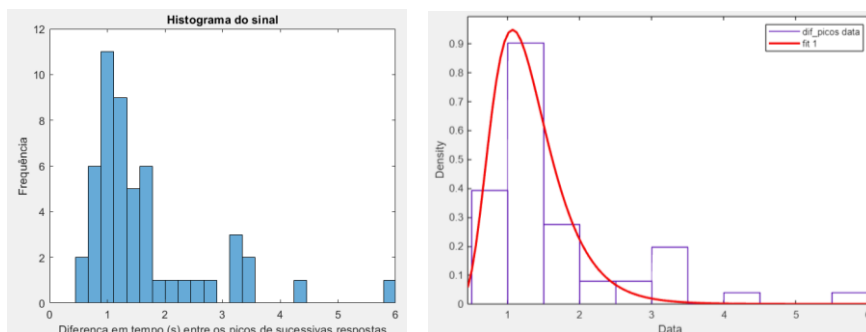 Histograma do sinal
12
10
8
6
4
2
0
Frequência
0 1 2 3 4 5 6
Diferença em tempo (s) entre os picos de sucessivas respostas
dif_picos data
fit 1
0.9
0.8
0.7
0.6
0.5
0.4
0.3
0.2
0.1
0
Density
1 2 3 4 5 6
Data